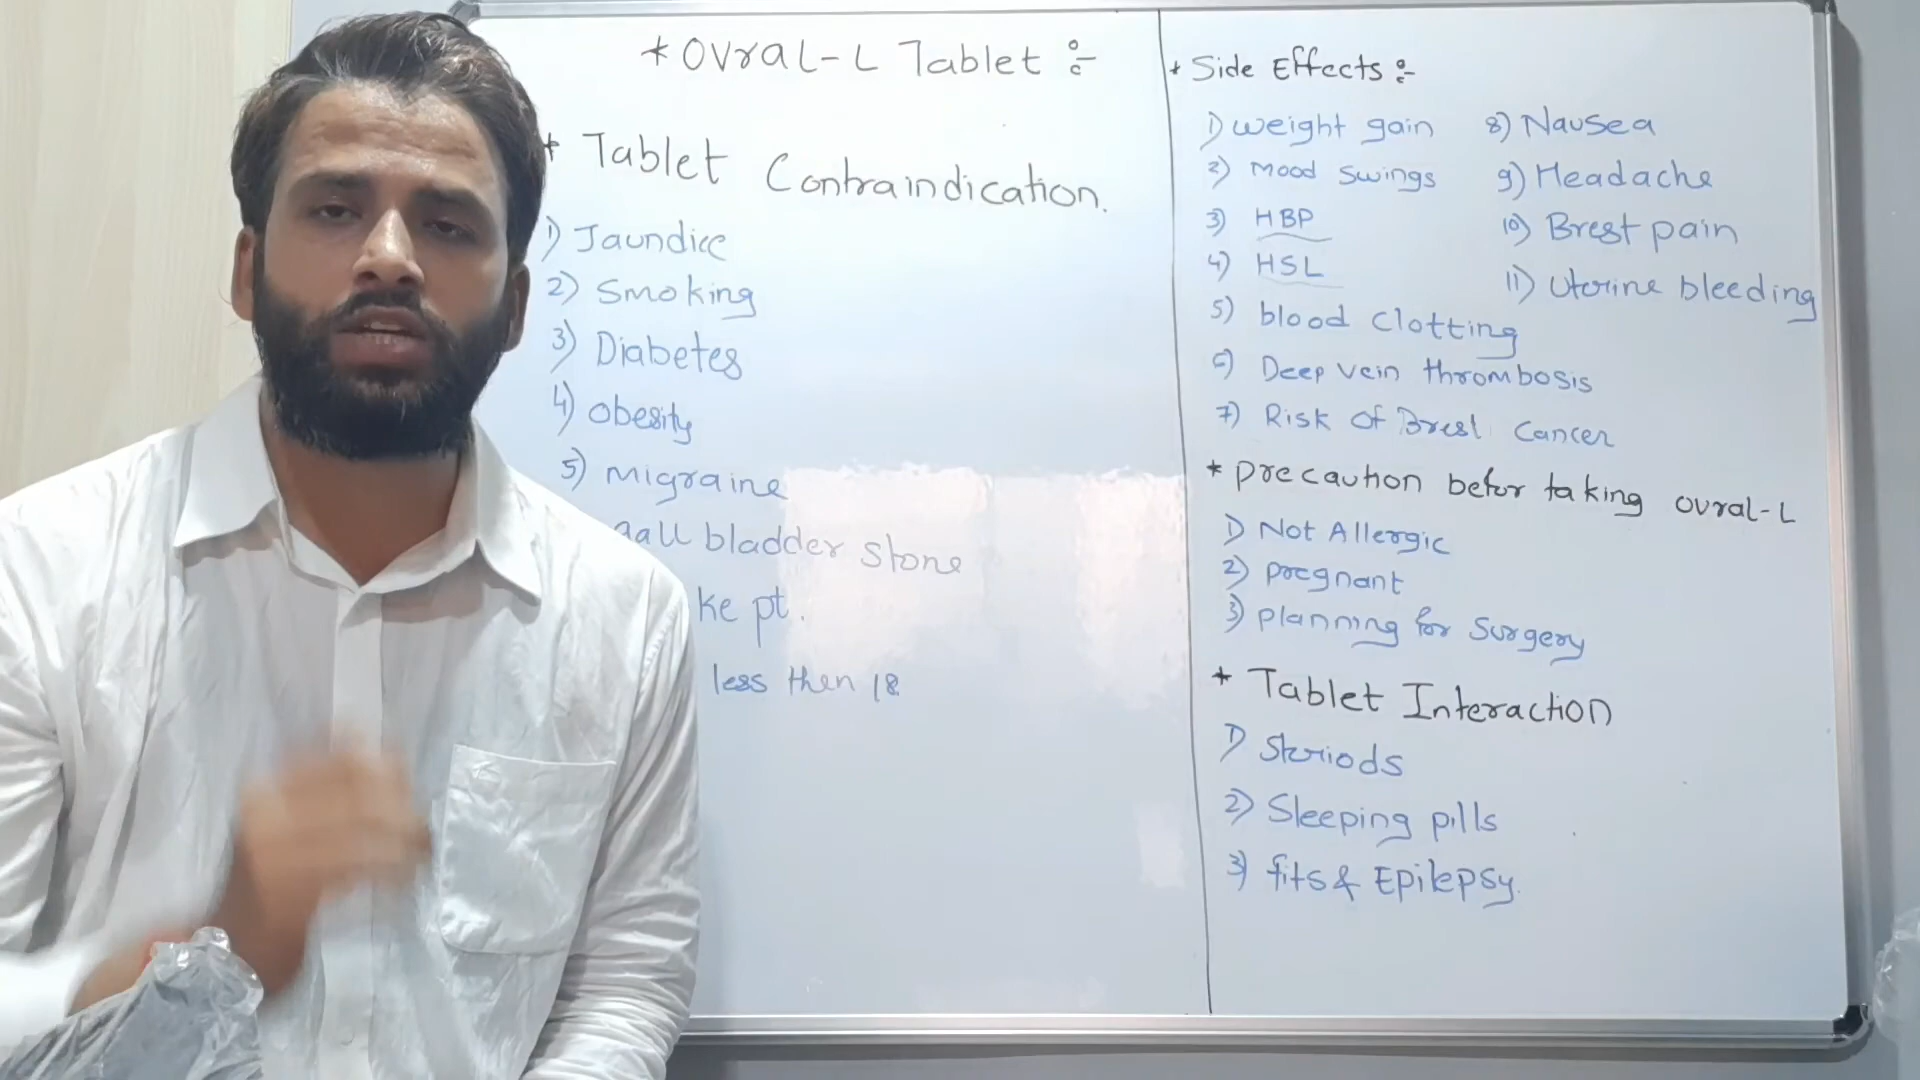 * Ovral-L Tablet :-
* Tablet Contraindication.
1) Jaundice
2) Smoking
3) Diabetes
4) obesity
5) migraine
gall bladder stone
ke pt.
less then 18
* Side Effects :-
1) weight gain
2) Mood Swings
3) HBP
4) HSL
5) blood Clotting
6) Deep vein thrombosis
7) Risk of Brest Cancer
8) Nausea
9) Headache
10) Brest pain
11) Uterine bleeding
* precaution befor taking ovral-L
1) Not Allergic
2) pregnant
3) planning for Surgery
* Tablet Interaction
1) Steriods
2) Sleeping pills
3) fits & Epilepsy.